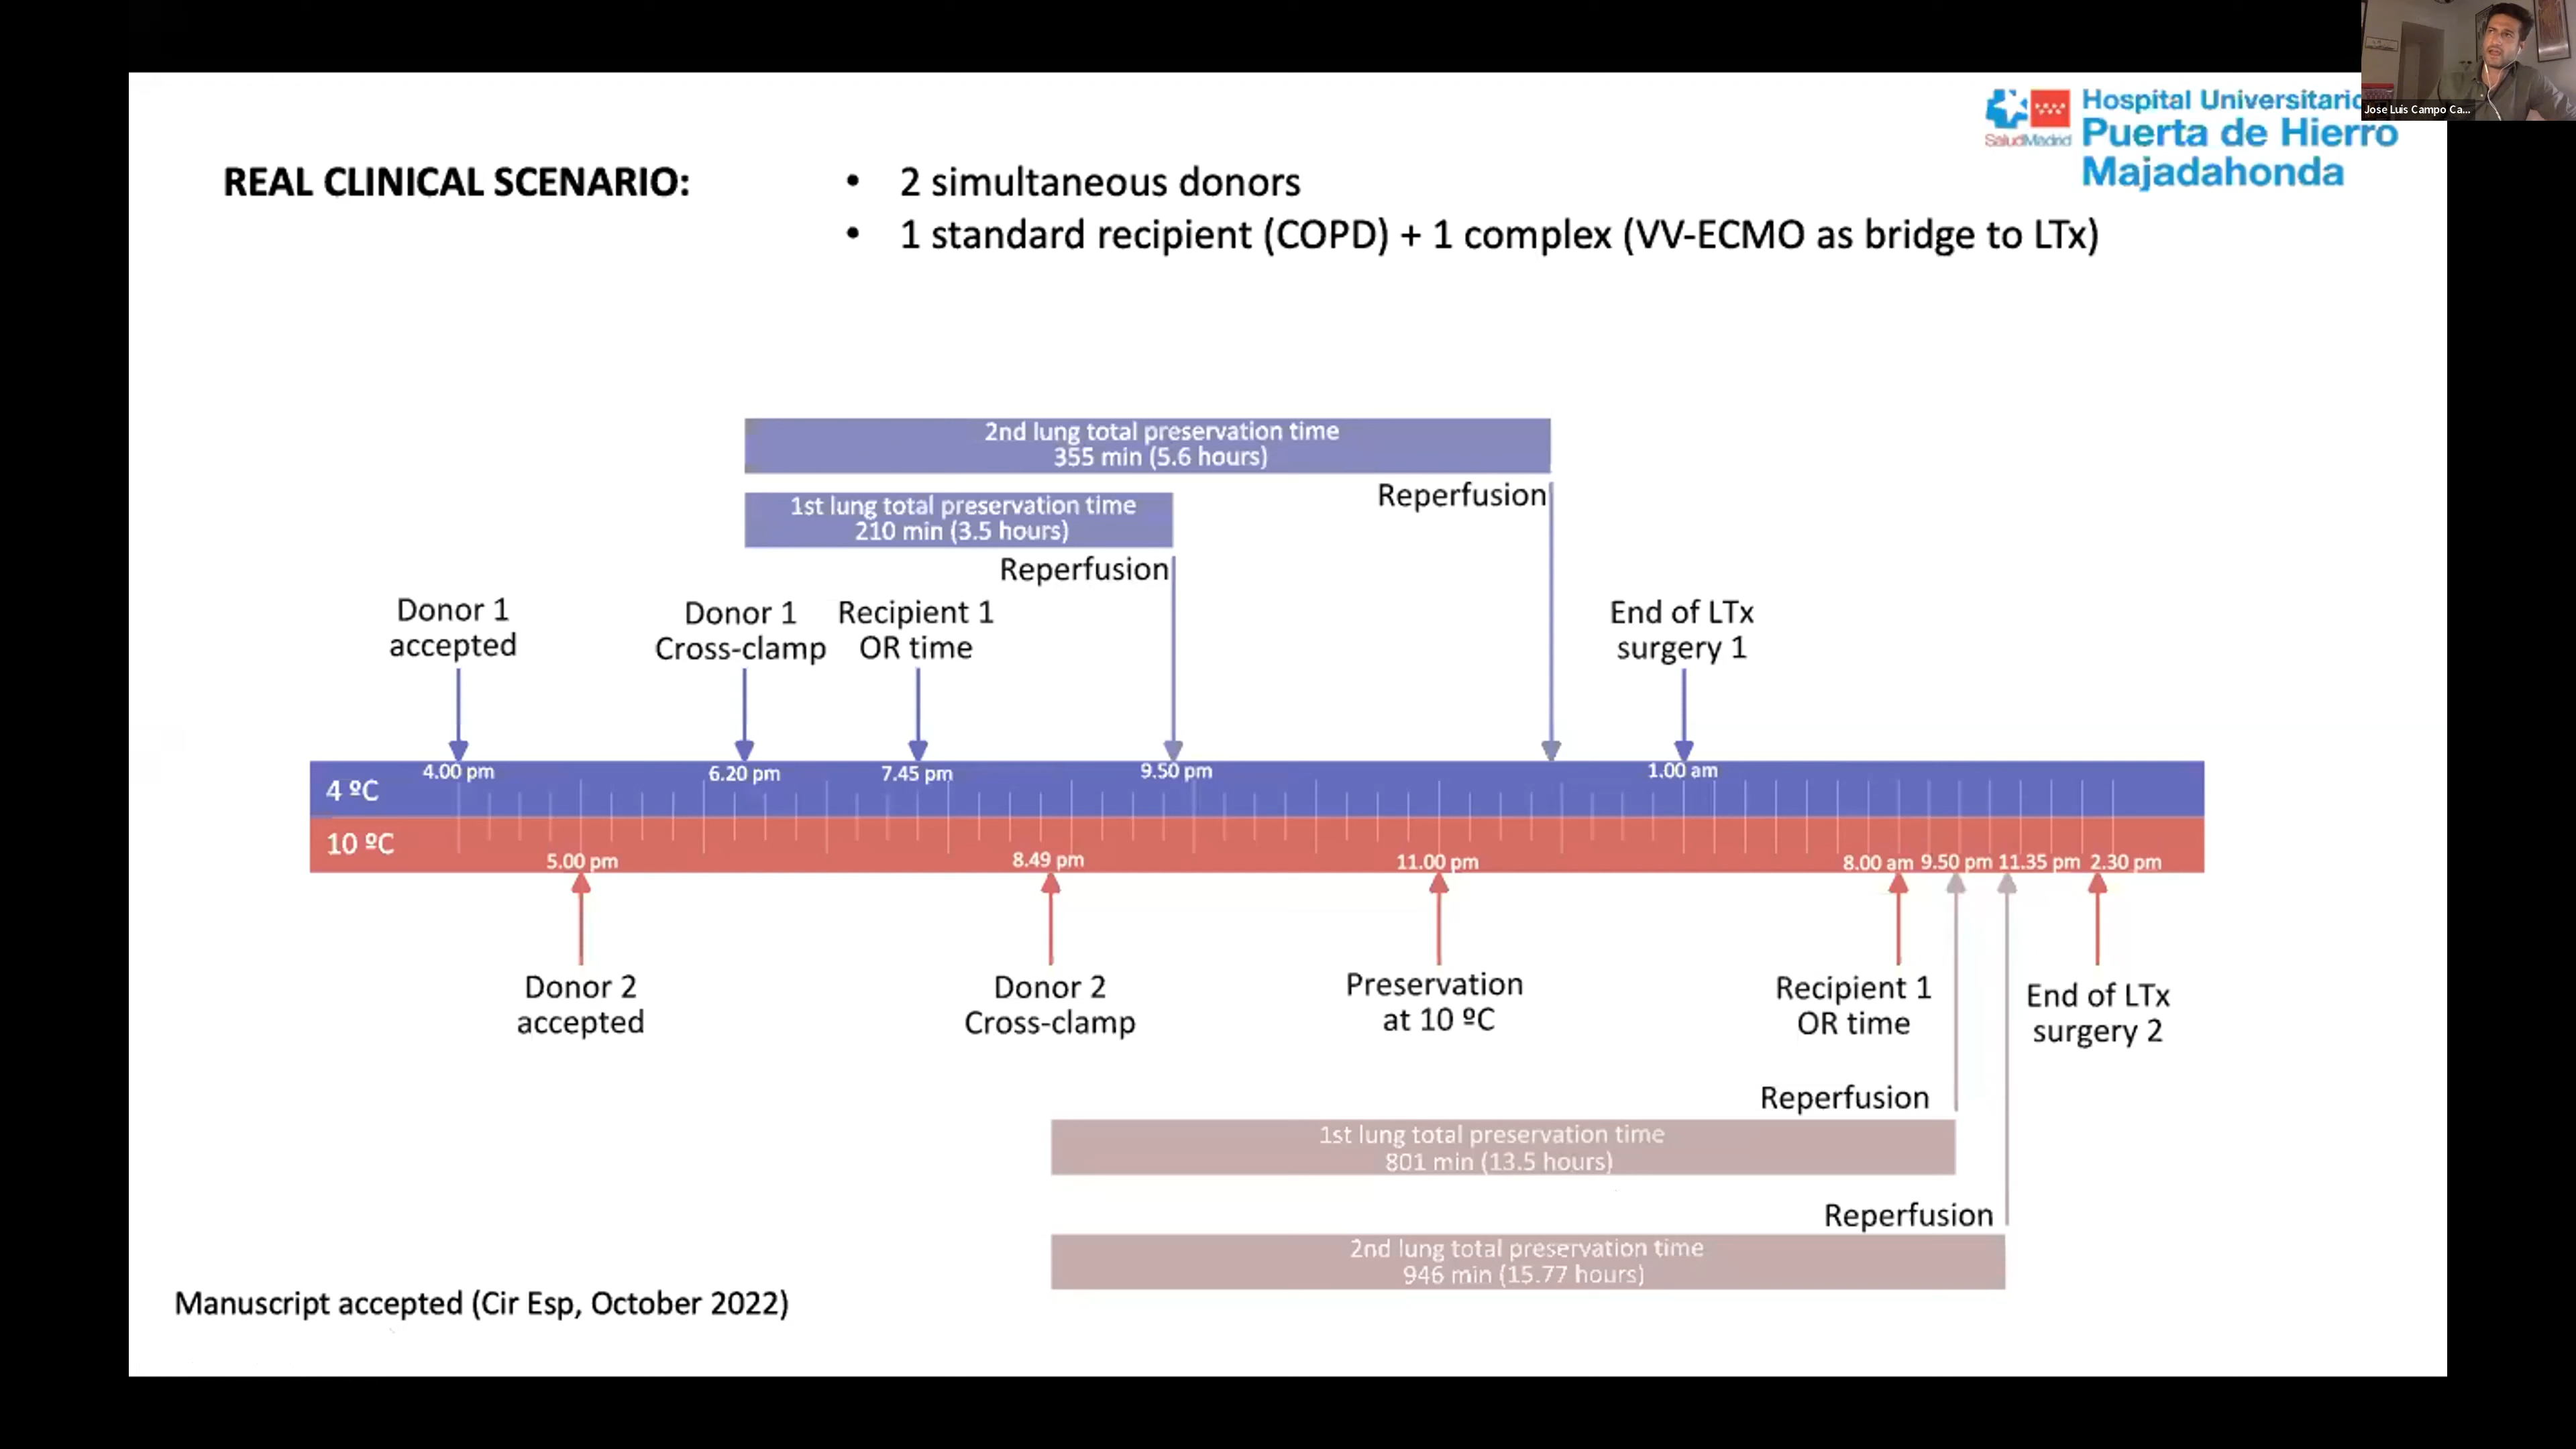 Jose Luis Campo Ca...
SaludMadrid
Hospital Universitario
Puerta de Hierro
Majadahonda
REAL CLINICAL SCENARIO:
• 2 simultaneous donors
• 1 standard recipient (COPD) + 1 complex (VV-ECMO as bridge to LTx)
2nd lung total preservation time
355 min (5.6 hours)
Reperfusion
1st lung total preservation time
210 min (3.5 hours)
Reperfusion
Donor 1
accepted
Donor 1
Cross-clamp
Recipient 1
OR time
End of LTx
surgery 1
4 ºC
4.00 pm
6.20 pm
7.45 pm
9.50 pm
1.00 am
10 ºC
5.00 pm
8.49 pm
11.00 pm
8.00 am
9.50 pm
11.35 pm
2.30 pm
Donor 2
accepted
Donor 2
Cross-clamp
Preservation
at 10 ºC
Recipient 1
OR time
End of LTx
surgery 2
Reperfusion
1st lung total preservation time
801 min (13.5 hours)
Reperfusion
2nd lung total preservation time
946 min (15.77 hours)
Manuscript accepted (Cir Esp, October 2022)